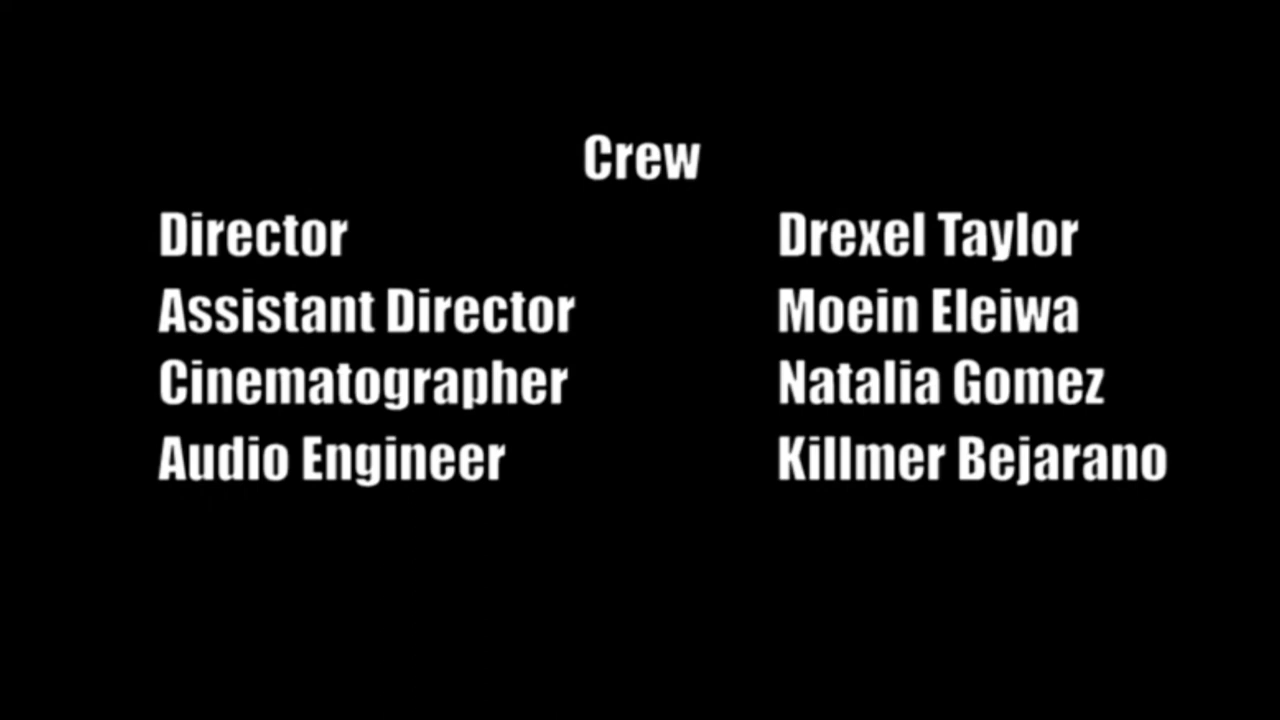 Crew
Director Drexel Taylor
Assistant Director Moein Eleiwa
Cinematographer Natalia Gomez
Audio Engineer Killmer Bejarano